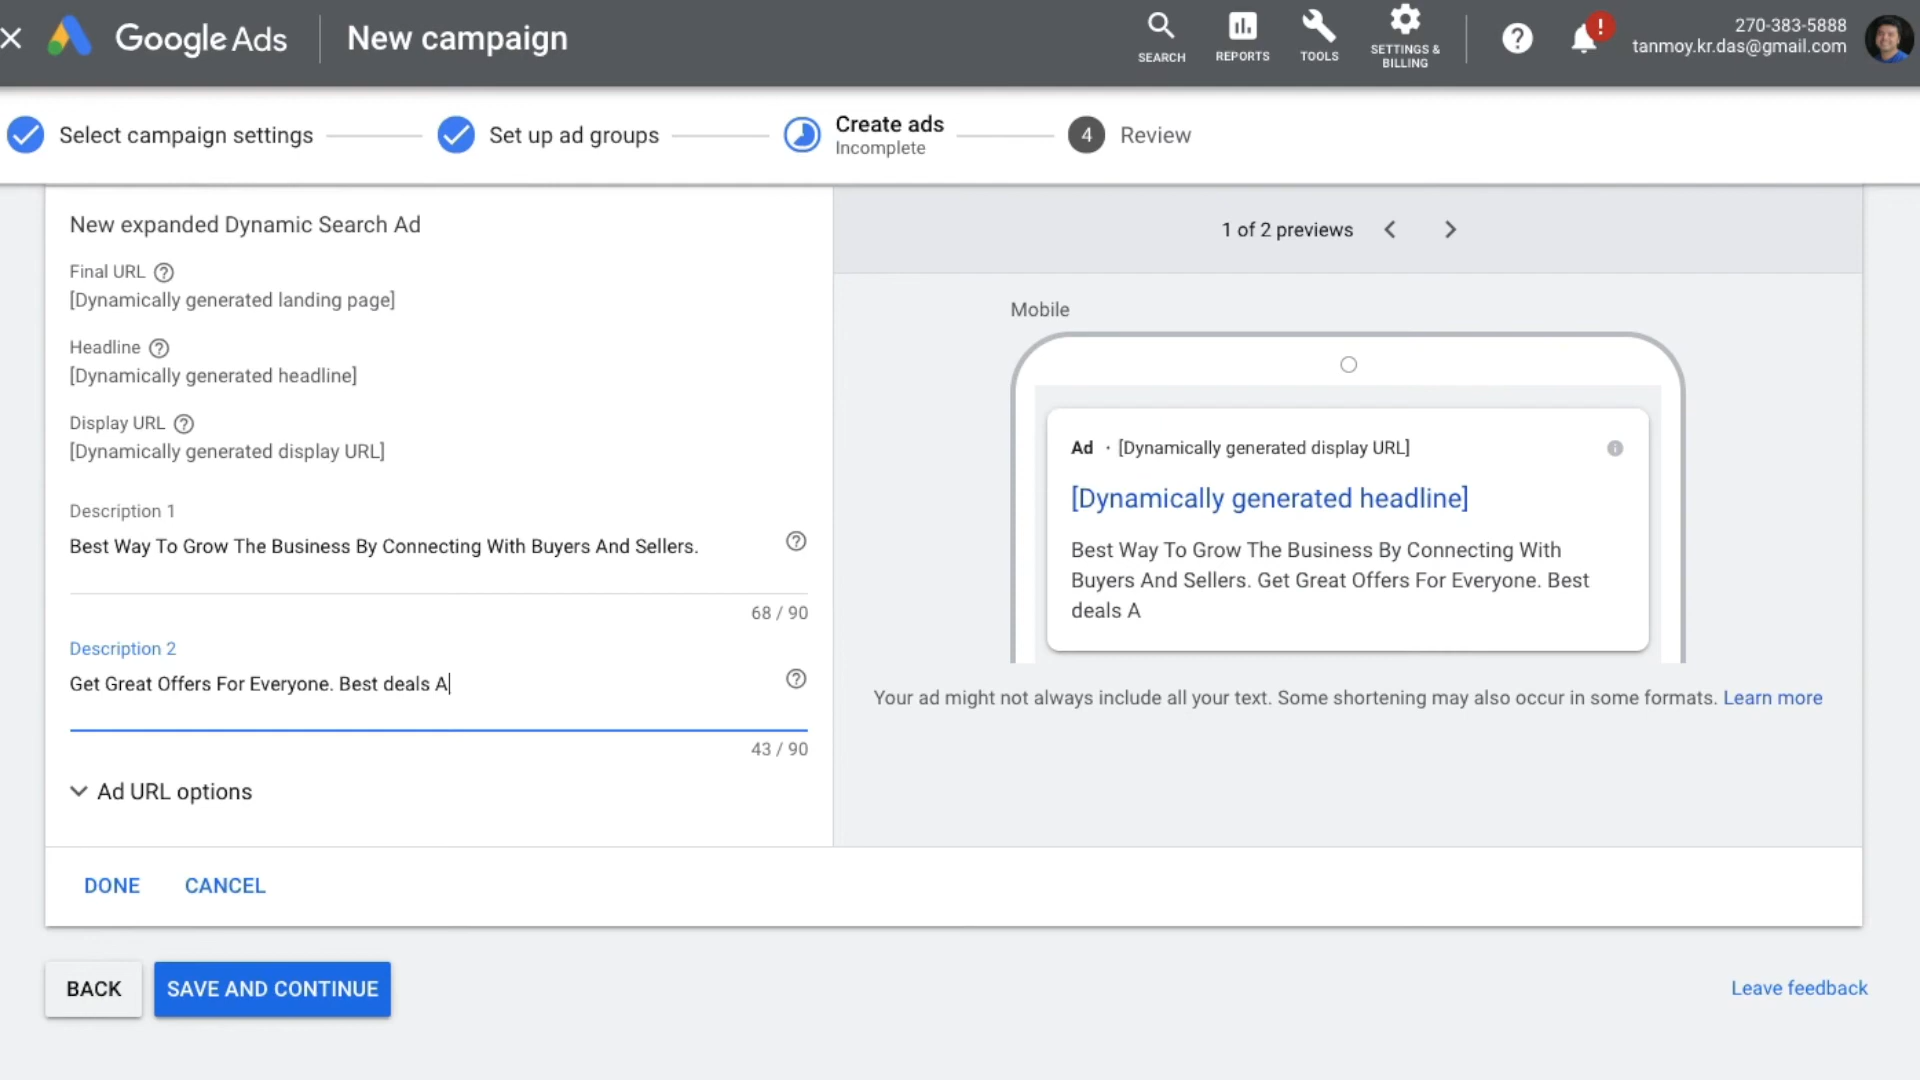 Google Ads
New campaign
SEARCH
REPORTS
TOOLS
SETTINGS &
BILLING
?
!
270-383-5888
tanmoy.kr.das@gmail.com
Select campaign settings
Set up ad groups
Create ads
Incomplete
4
Review
New expanded Dynamic Search Ad
Final URL ?
[Dynamically generated landing page]
Headline ?
[Dynamically generated headline]
Display URL ?
[Dynamically generated display URL]
Description 1
Best Way To Grow The Business By Connecting With Buyers And Sellers.
?
68 / 90
Description 2
Get Great Offers For Everyone. Best deals A
?
43 / 90
Ad URL options
1 of 2 previews
Mobile
Ad · [Dynamically generated display URL]
[Dynamically generated headline]
Best Way To Grow The Business By Connecting With
Buyers And Sellers. Get Great Offers For Everyone. Best
deals A
Your ad might not always include all your text. Some shortening may also occur in some formats. Learn more
DONE
CANCEL
BACK
SAVE AND CONTINUE
Leave feedback